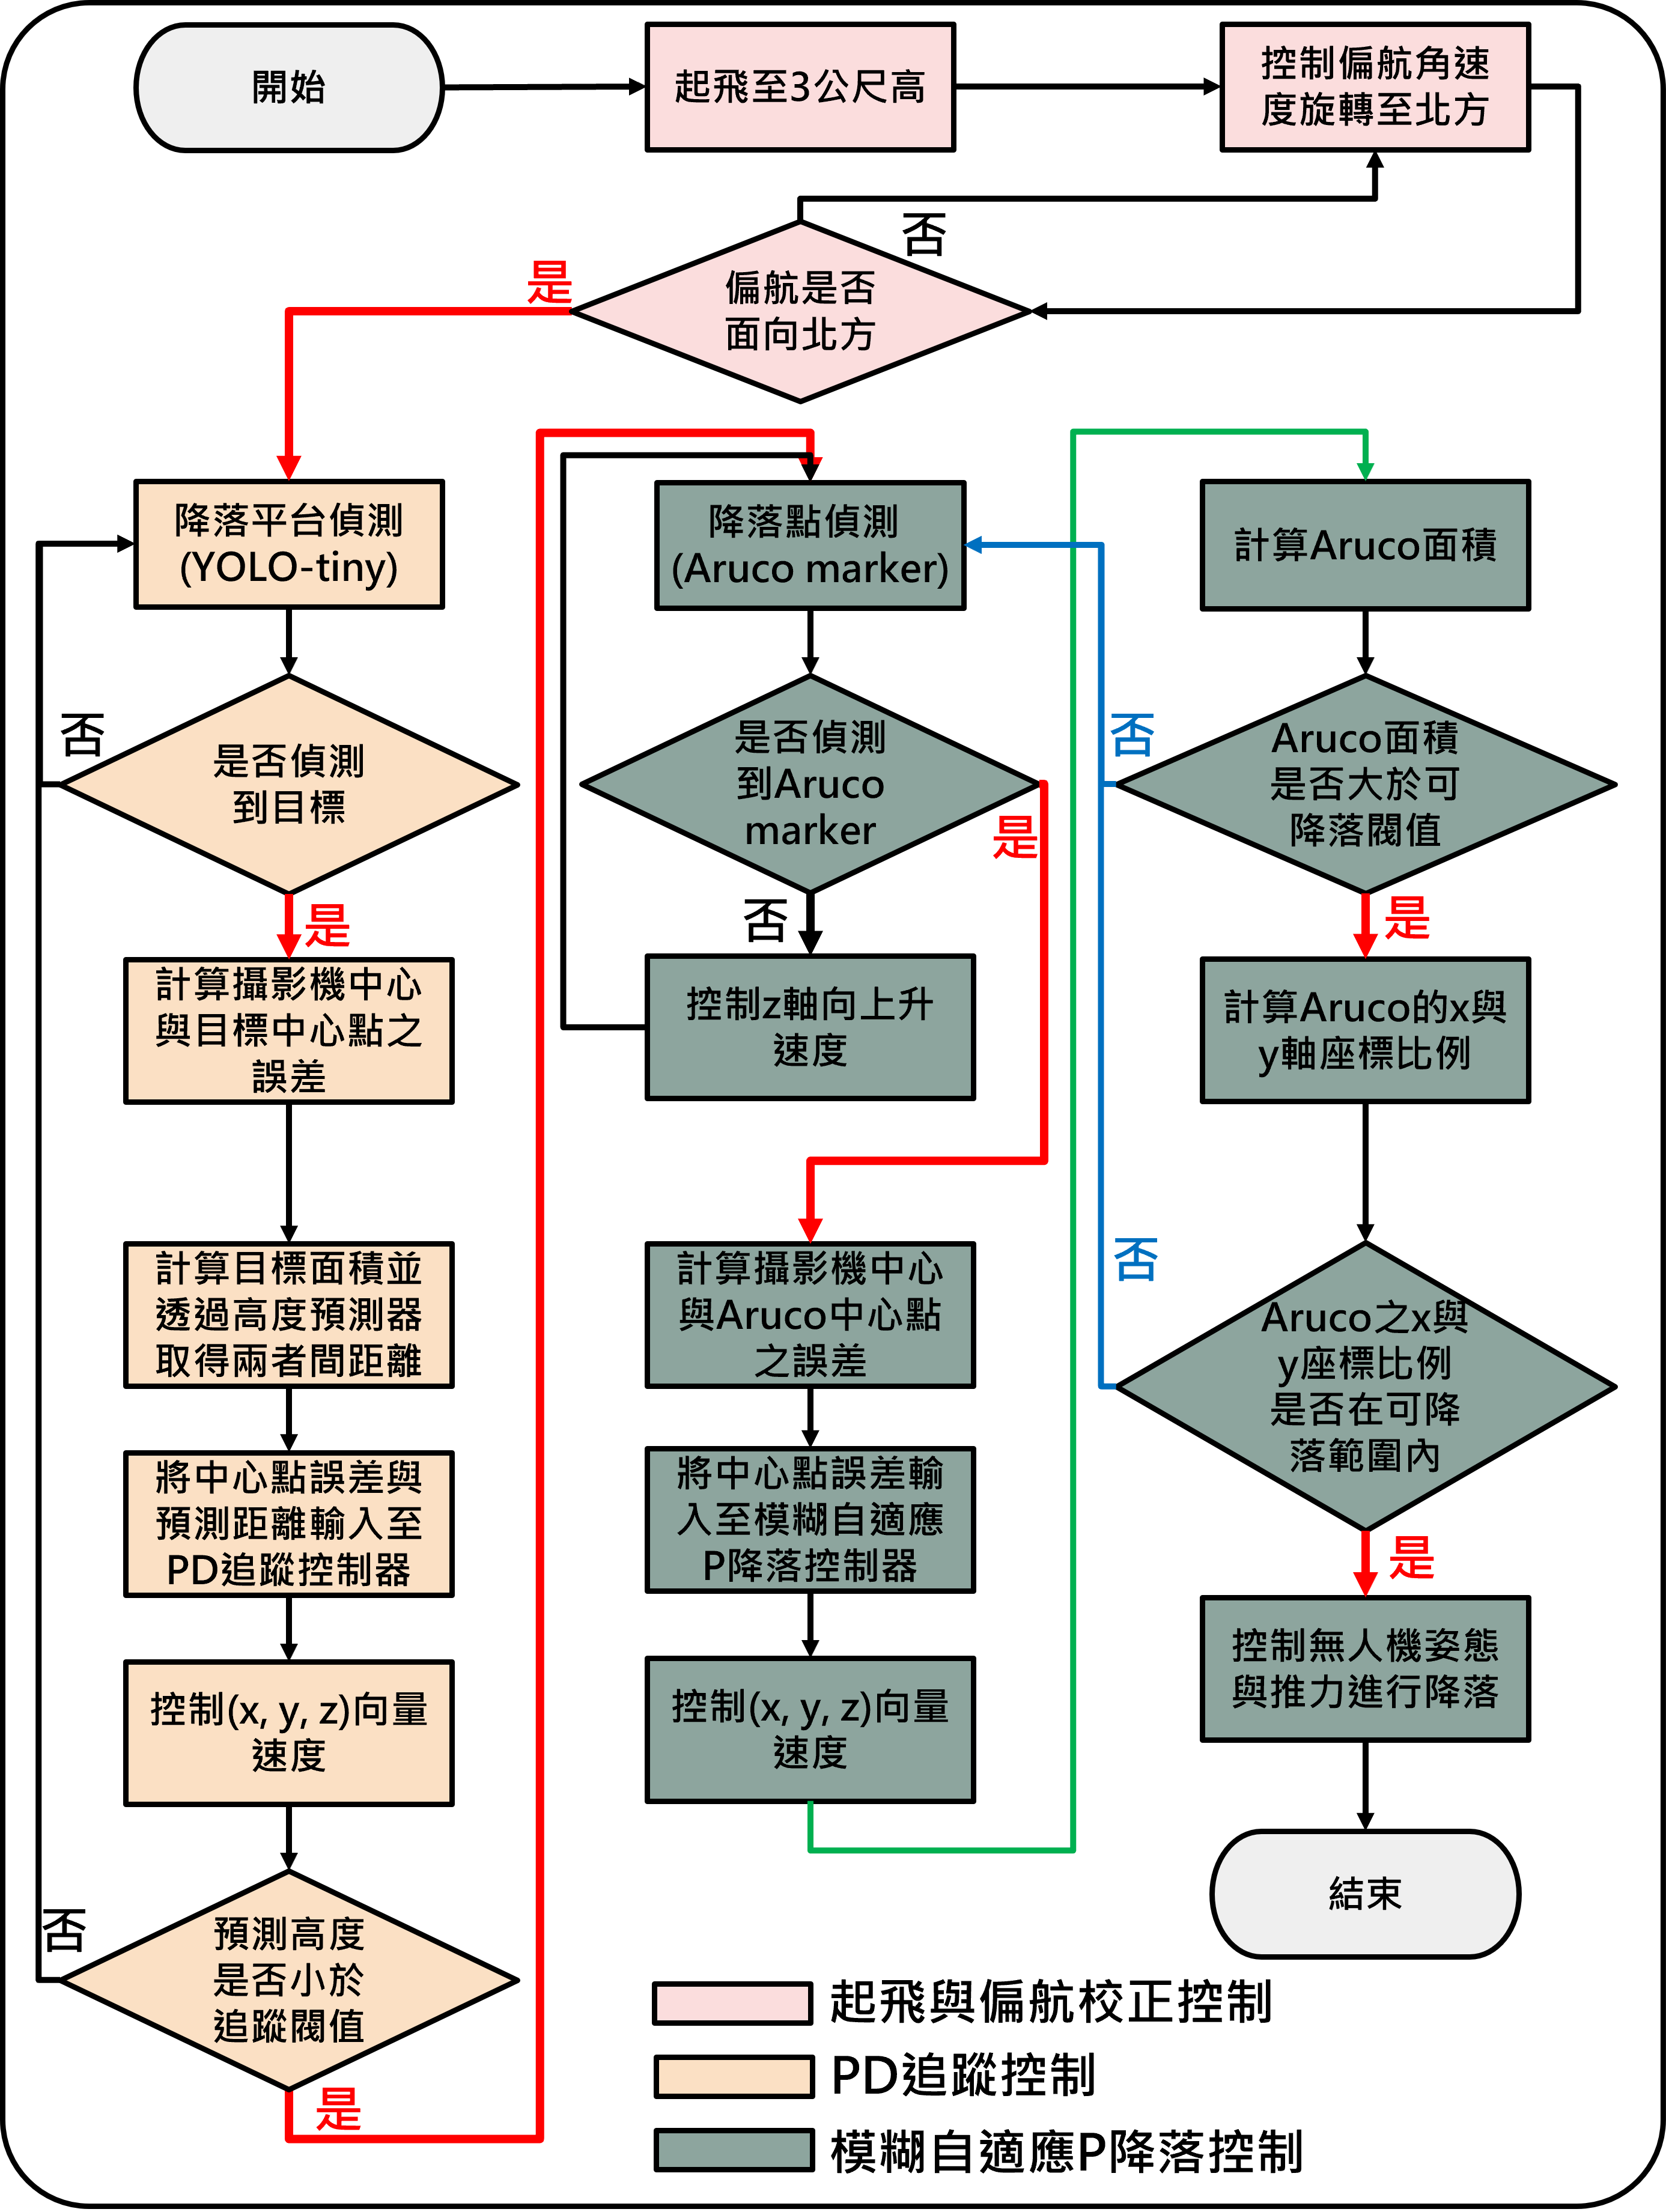 開始
起飛至3公尺高
控制偏航角速
度旋轉至北方
否
是
偏航是否
面向北方
降落平台偵測
(YOLO-tiny)
否
是否偵測
到目標
是
計算攝影機中心
與目標中心點之
誤差
計算目標面積並
透過高度預測器
取得兩者間距離
將中心點誤差與
預測距離輸入至
PD追蹤控制器
控制(x, y, z)向量
速度
否
預測高度
是否小於
追蹤閥值
是
降落點偵測
(Aruco marker)
是否偵測
到Aruco
marker
是
否
控制z軸向上升
速度
計算攝影機中心
與Aruco中心點
之誤差
將中心點誤差輸
入至模糊自適應
P降落控制器
控制(x, y, z)向量
速度
計算Aruco面積
否
Aruco面積
是否大於可
降落閥值
是
計算Aruco的x與
y軸座標比例
否
Aruco之x與
y座標比例
是否在可降
落範圍內
是
控制無人機姿態
與推力進行降落
結束
起飛與偏航校正控制
PD追蹤控制
模糊自適應P降落控制